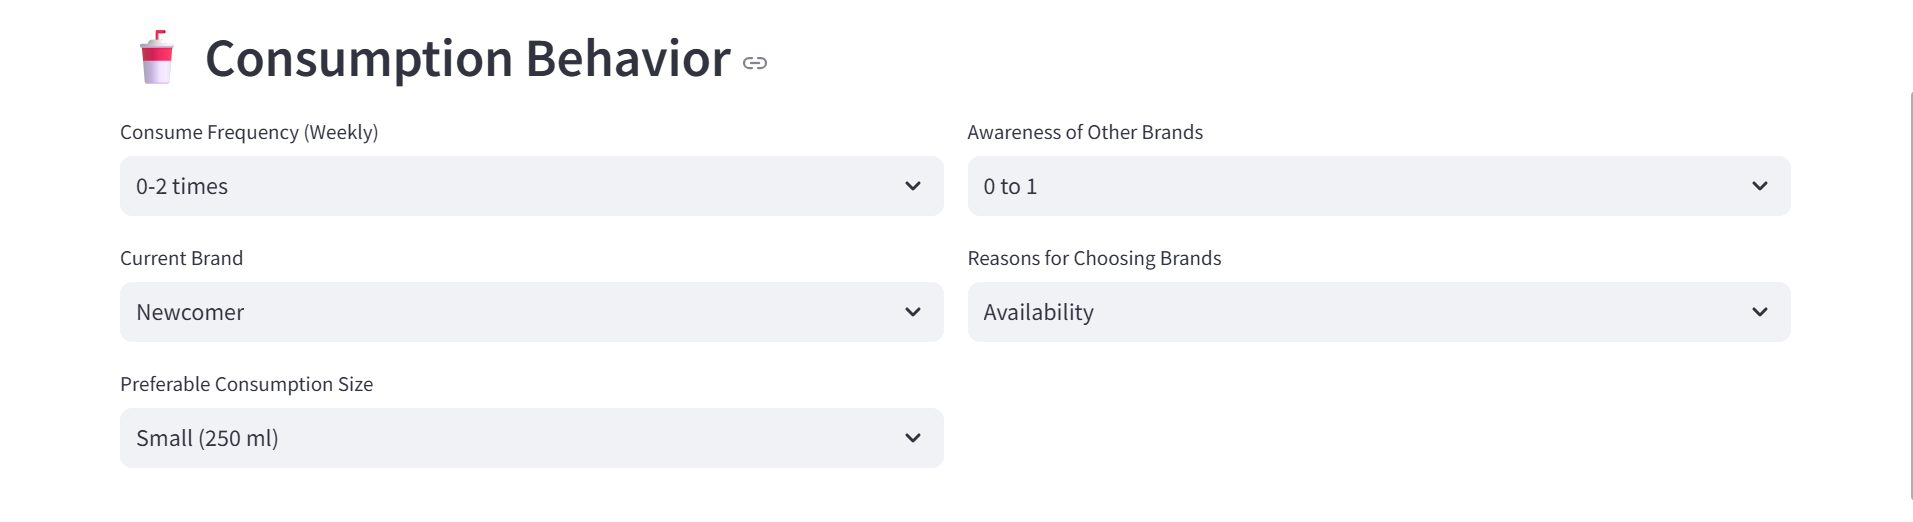 Consumption Behavior
Consume Frequency (Weekly)
0-2 times
Awareness of Other Brands
0 to 1
Current Brand
Newcomer
Reasons for Choosing Brands
Availability
Preferable Consumption Size
Small (250 ml)